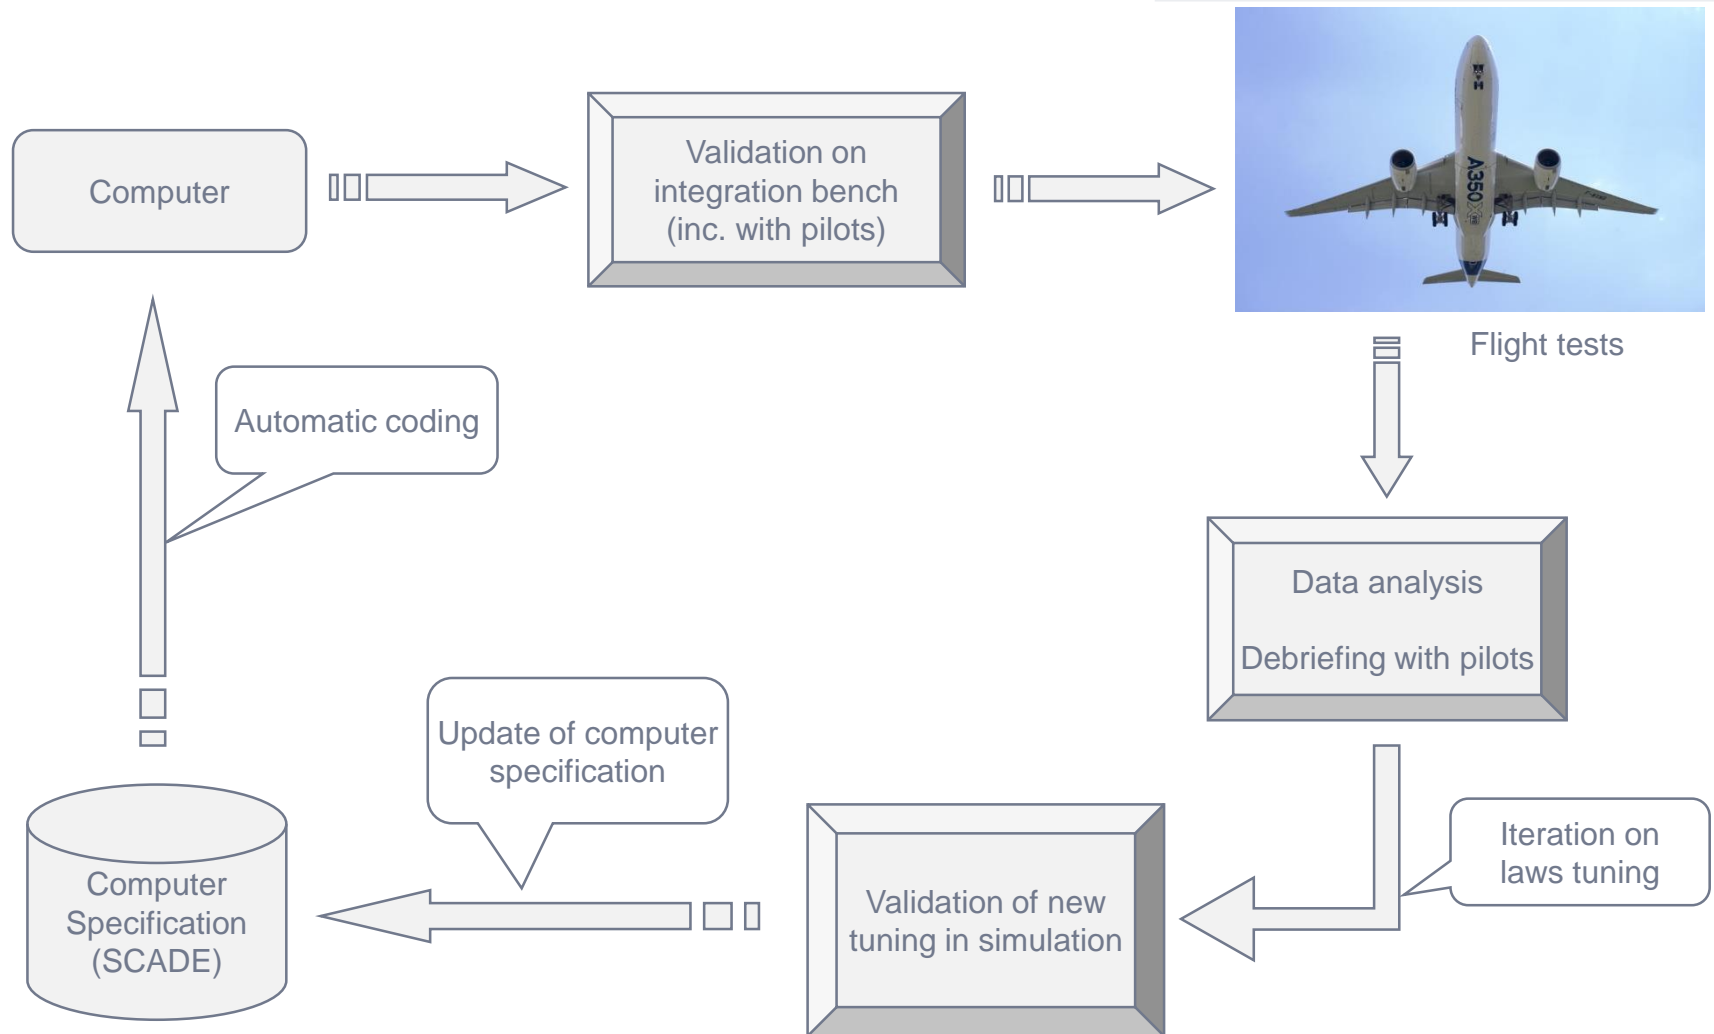 Computer
Validation on
integration bench
(inc. with pilots)
A350
Flight tests
Automatic coding
Data analysis
Debriefing with pilots
Update of computer
specification
Iteration on
laws tuning
Computer
Specification
(SCADE)
Validation of new
tuning in simulation